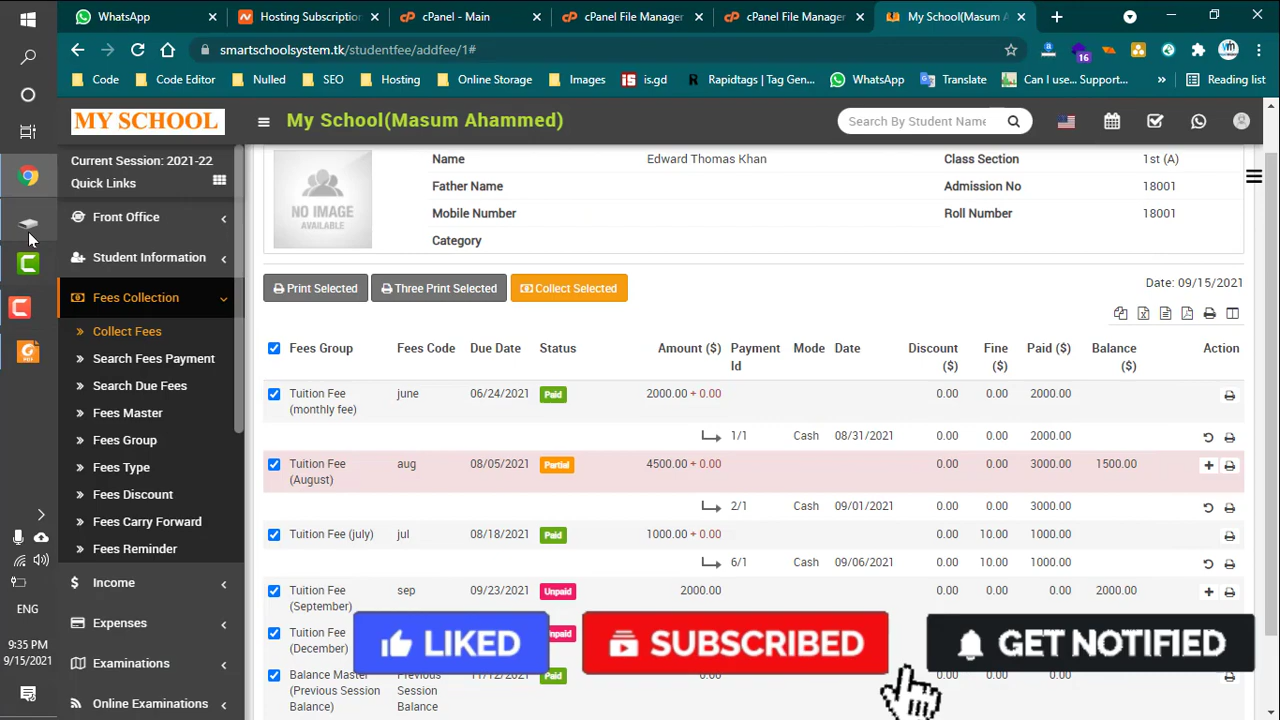 WhatsApp
Hosting Subscription
cPanel - Main
cPanel File Manager
cPanel File Manager
My School(Masum A
smartschoolsystem.tk/studentfee/addfee/1#
16
Code
Code Editor
Nulled
SEO
Hosting
Online Storage
Images
is.gd
Rapidtags | Tag Gen...
WhatsApp
Translate
Can I use... Support...
»
Reading list
MY SCHOOL
My School(Masum Ahammed)
Search By Student Name
Current Session: 2021-22
Quick Links
Front Office
Student Information
Fees Collection
Collect Fees
Search Fees Payment
Search Due Fees
Fees Master
Fees Group
Fees Type
Fees Discount
Fees Carry Forward
Fees Reminder
Income
Expenses
Examinations
Online Examinations
ENG
9:35 PM
9/15/2021
NO IMAGE
AVAILABLE
Name Edward Thomas Khan Class Section 1st (A)
Father Name Admission No 18001
Mobile Number Roll Number 18001
Category
Print Selected Three Print Selected Collect Selected Date: 09/15/2021
Fees Group Fees Code Due Date Status Amount ($) Payment Id Mode Date Discount ($) Fine ($) Paid ($) Balance ($) Action
Tuition Fee (monthly fee) june 06/24/2021 Paid 2000.00 + 0.00 0.00 0.00 2000.00
1/1 Cash 08/31/2021 0.00 0.00 2000.00
Tuition Fee (August) aug 08/05/2021 Partial 4500.00 + 0.00 0.00 0.00 3000.00 1500.00
2/1 Cash 09/01/2021 0.00 0.00 3000.00
Tuition Fee (july) jul 08/18/2021 Paid 1000.00 + 0.00 0.00 10.00 1000.00
6/1 Cash 09/06/2021 0.00 10.00 1000.00
Tuition Fee (September) sep 09/23/2021 Unpaid 2000.00 0.00 0.00 0.00 2000.00
Tuition Fee (December)
Balance Master (Previous Session Balance) Previous Session Balance Paid
LIKED
SUBSCRIBED
GET NOTIFIED